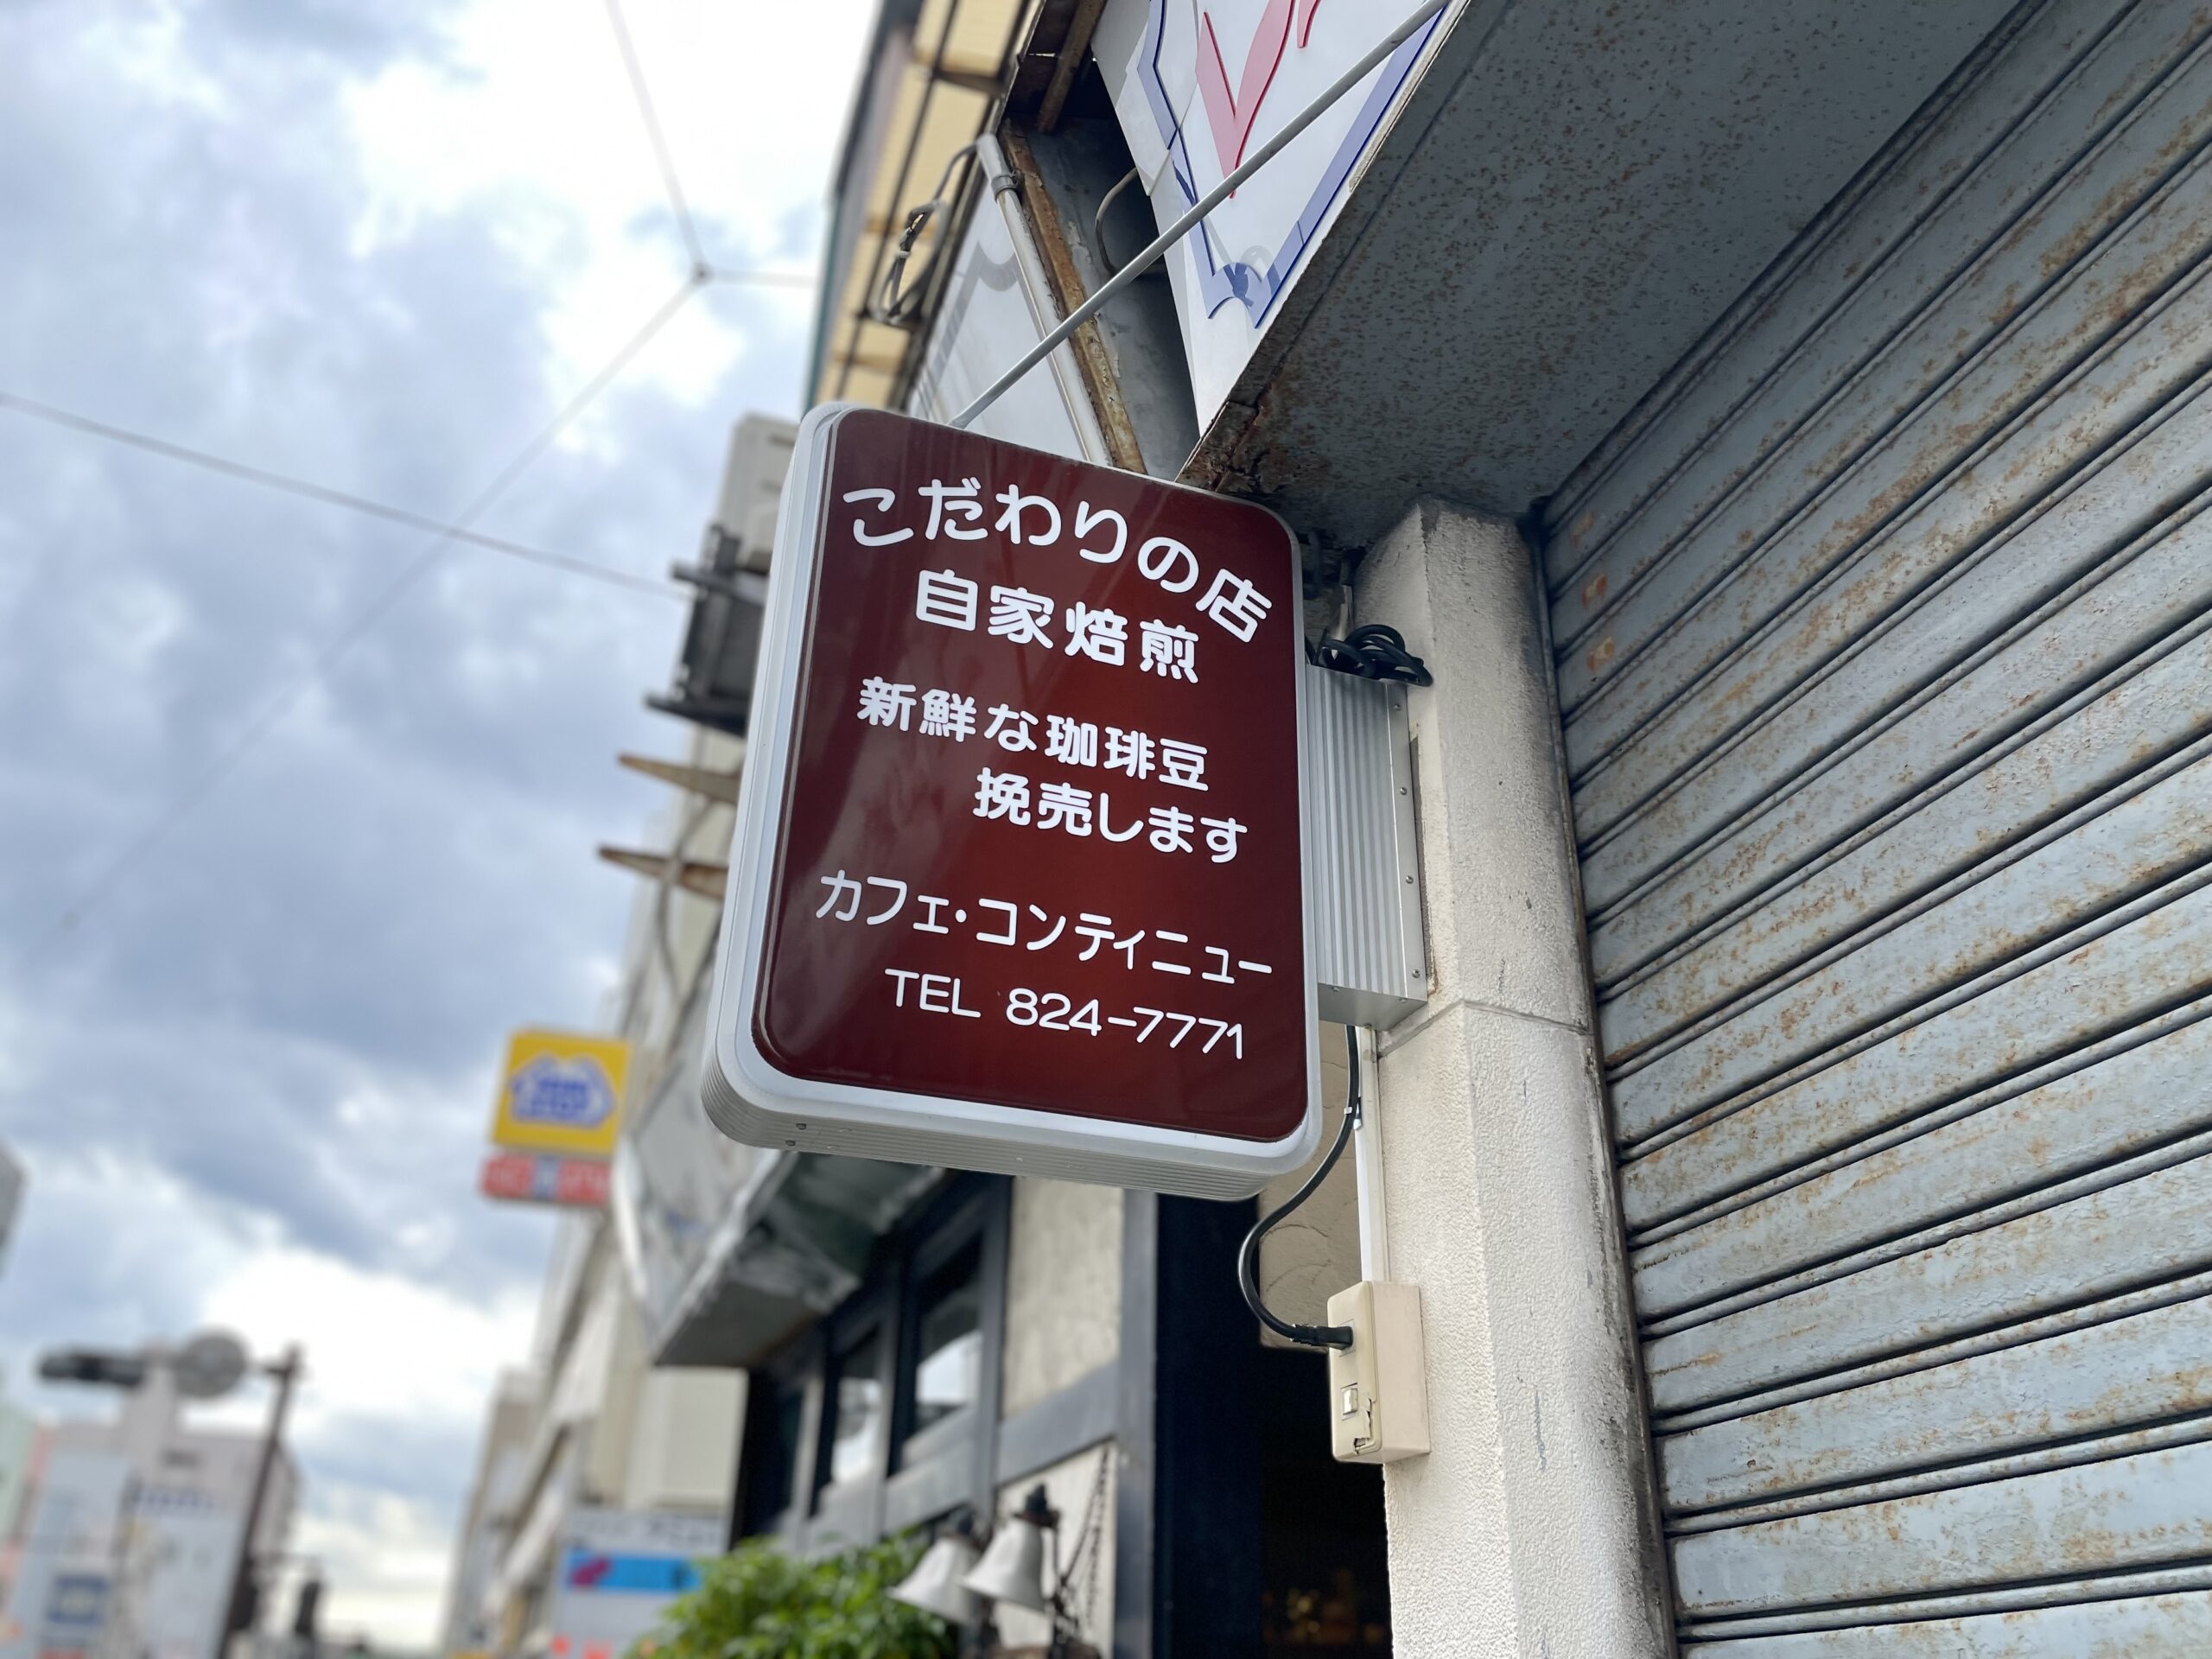 こだわりの店
自家焙煎
新鮮な珈琲豆
挽売します
カフェ・コンティニュー
TEL 824-7771